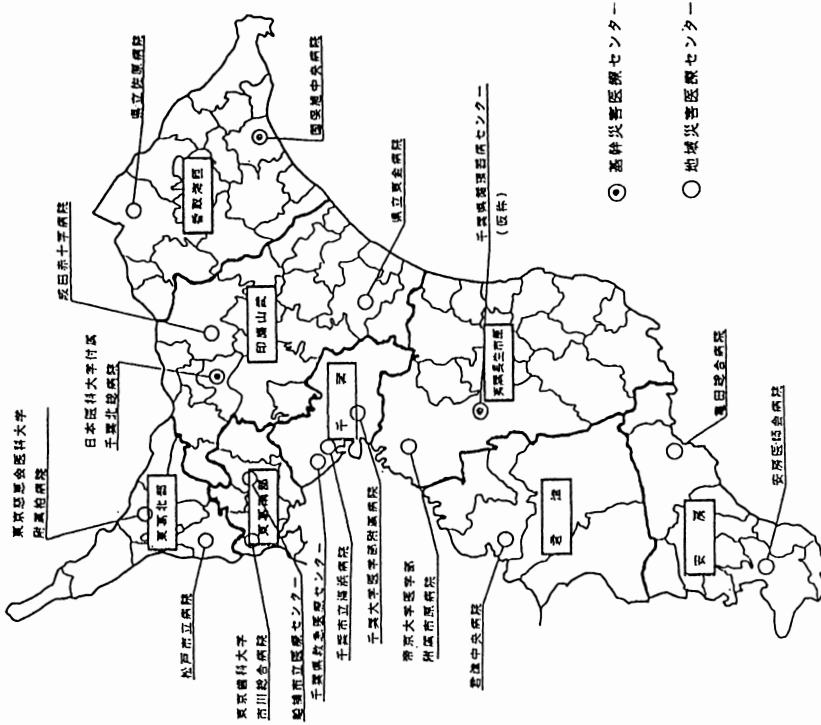 東京慈恵会医科大学
附属柏病院
日本医科大学付属
千葉北総病院
成田赤十字病院
県立佐原病院
国保旭中央病院
県立東金病院
千葉県循環器病センター
(仮称)
亀田総合病院
安房医師会病院
君津中央病院
帝京大学医学部
附属市原病院
千葉大学医学部附属病院
千葉市立海浜病院
千葉県救急医療センター
船橋市立医療センター
東京歯科大学
市川総合病院
松戸市立病院
東葛北部
東葛南部
印旛山武
香取海匝
千葉
夷隅長生市原
君津
安房
基幹災害医療センター
地域災害医療センター